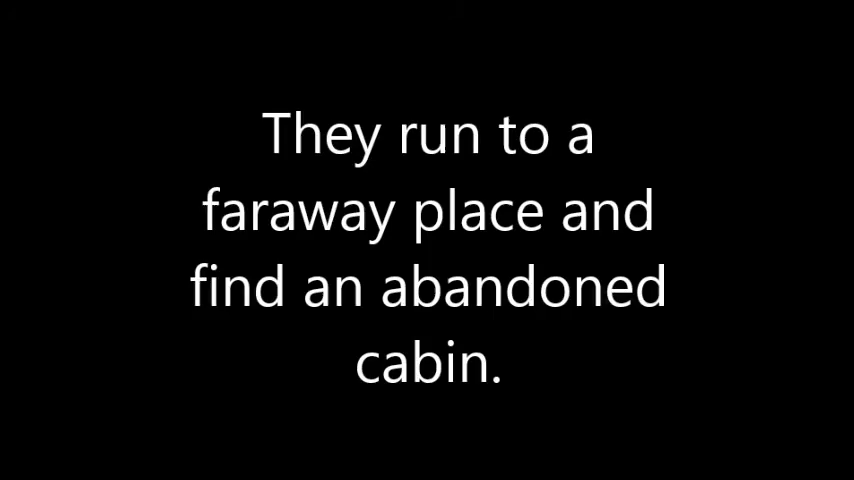 They run to a
faraway place and
find an abandoned
cabin.